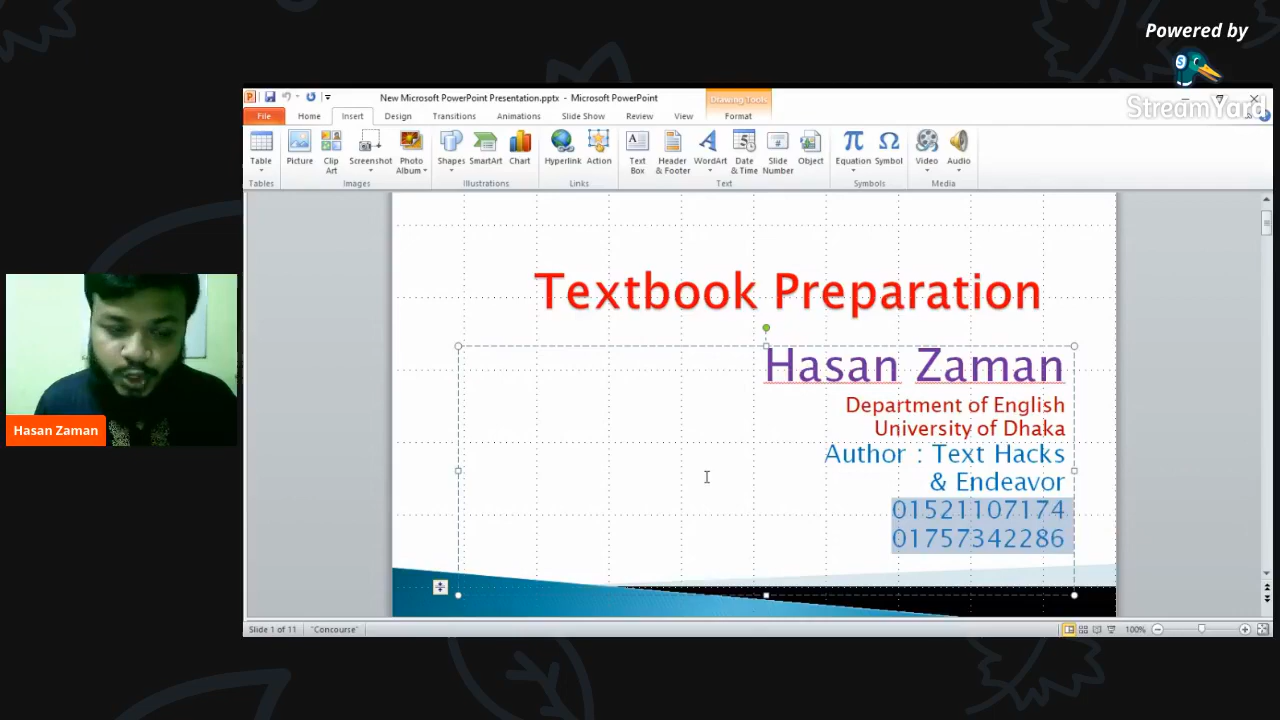 Powered by
StreamYard
New Microsoft PowerPoint Presentation.pptx - Microsoft PowerPoint
Drawing Tools
File Home Insert Design Transitions Animations Slide Show Review View Format
Table Picture Clip Art Screenshot Photo Album Shapes SmartArt Chart Hyperlink Action Text Box Header & Footer WordArt Date & Time Slide Number Object Equation Symbol Video Audio
Tables Images Illustrations Links Text Symbols Media
Textbook Preparation
Hasan Zaman
Department of English
University of Dhaka
Author : Text Hacks
& Endeavor
01521107174
01757342286
Hasan Zaman
Slide 1 of 11 "Concourse" 100%